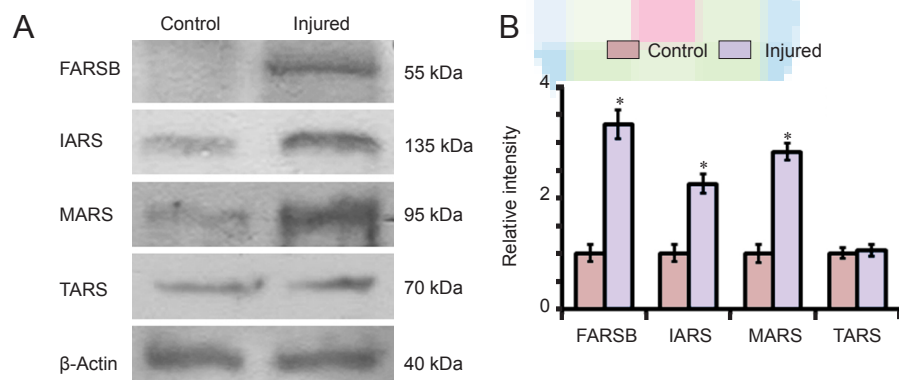 A
Control Injured
FARSB 55 kDa
IARS 135 kDa
MARS 95 kDa
TARS 70 kDa
β-Actin 40 kDa
B
Control Injured
Relative intensity
4
2
0
* * *
FARSB IARS MARS TARS